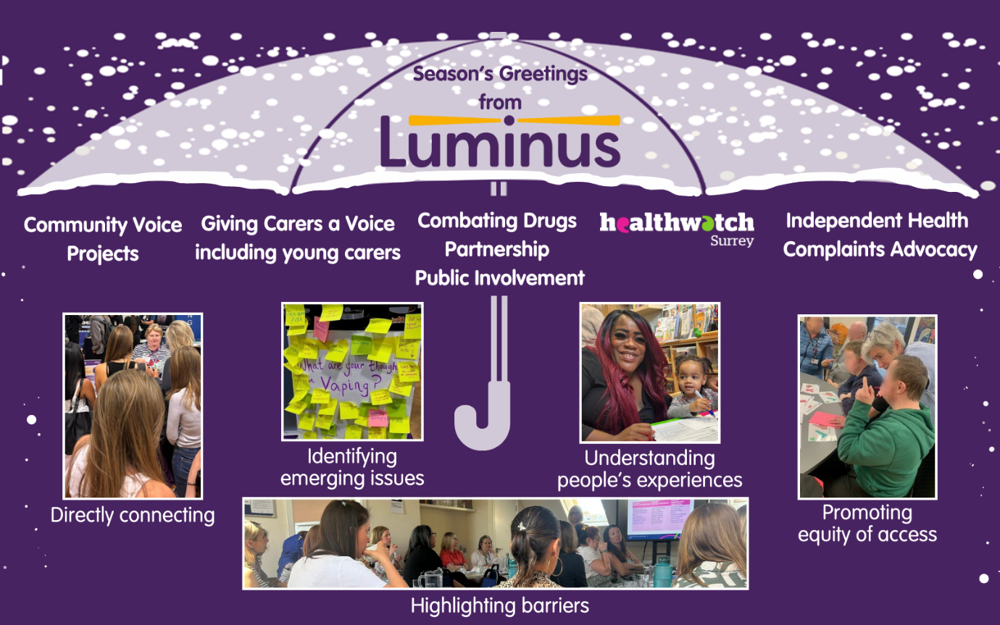 Season's Greetings
from
Luminus
Community Voice
Projects
Giving Carers a Voice
including young carers
Combating Drugs
Partnership
Public Involvement
healthwatch
Surrey
Independent Health
Complaints Advocacy
What are your though
Vaping?
Directly connecting
Identifying
emerging issues
Understanding
people's experiences
Promoting
equity of access
Highlighting barriers